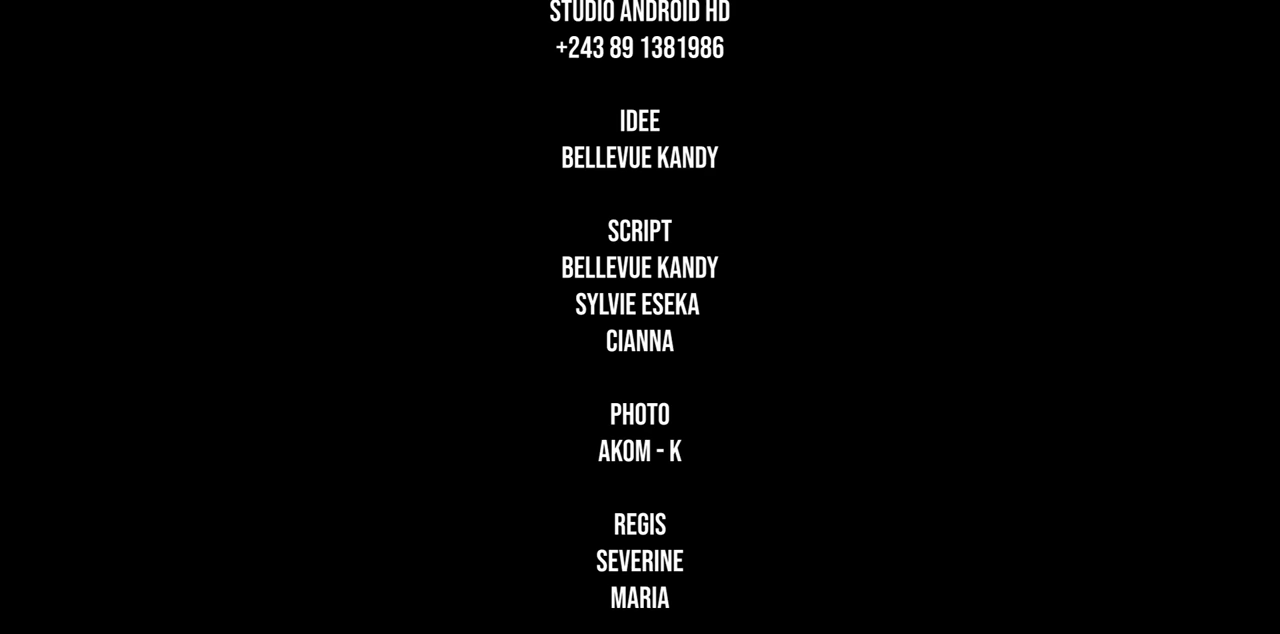 STUDIO ANDROID HD
+243 89 1381986
IDEE
BELLEVUE KANDY
SCRIPT
BELLEVUE KANDY
SYLVIE ESEKA
CIANNA
PHOTO
AKOM - K
REGIS
SEVERINE
MARIA